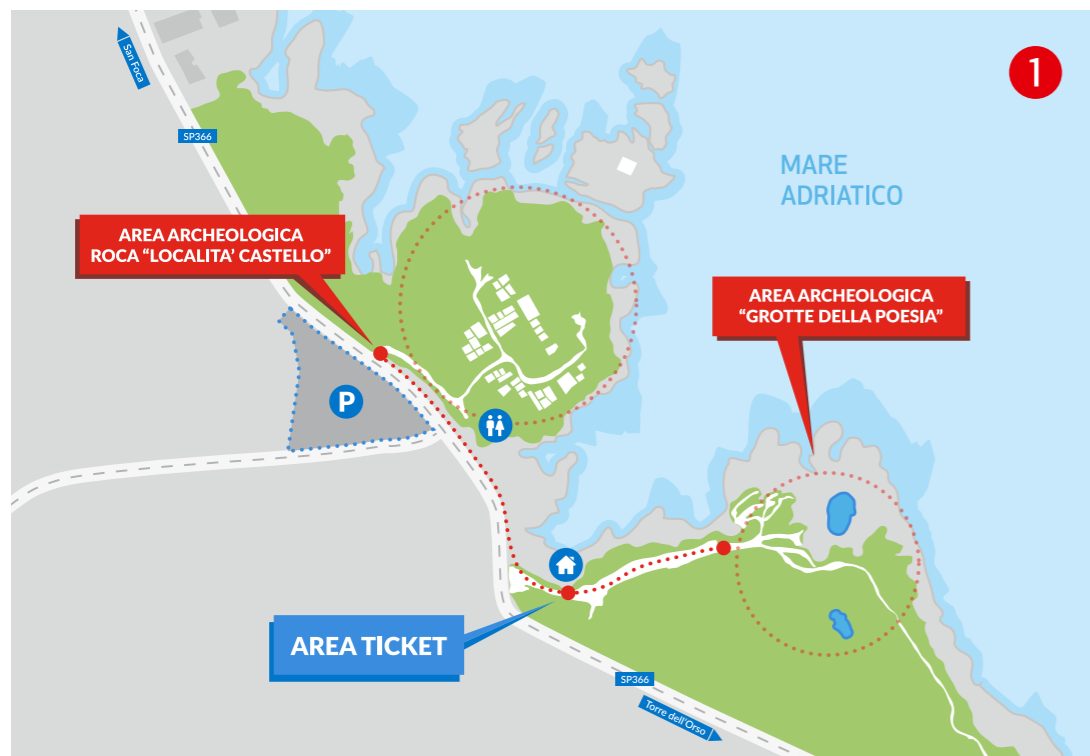 San Foca
1
SP366
MARE
ADRIATICO
AREA ARCHEOLOGICA
ROCA “LOCALITA’ CASTELLO”
AREA ARCHEOLOGICA
“GROTTE DELLA POESIA”
P
AREA TICKET
SP366
Torre dell'Orso